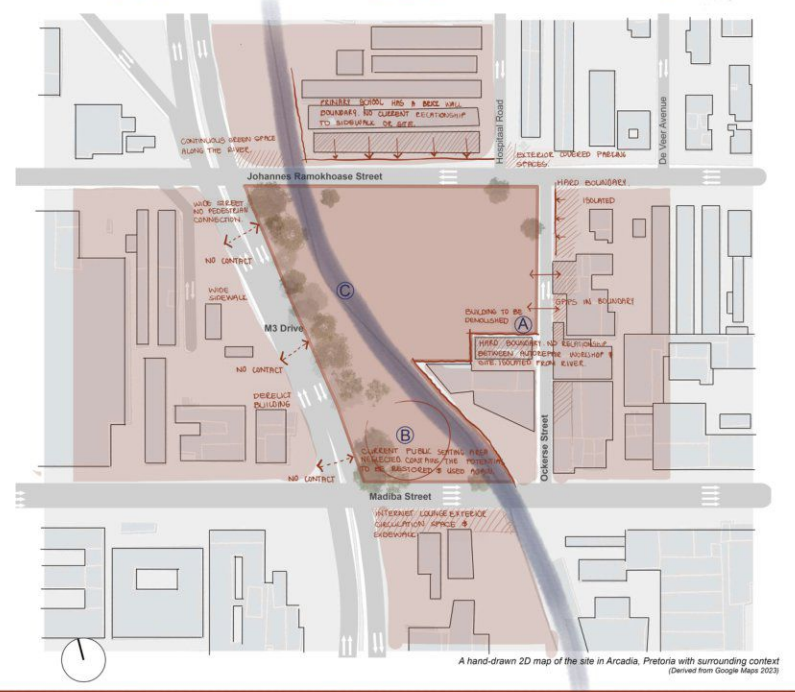 PRIMARY SCHOOL HAS A BRICK WALL
BOUNDARY. NO CURRENT RELATIONSHIP
TO SIDEWALK OR SITE.
Hospitaal Road
De Veer Avenue
CONTINUOUS GREEN SPACE
ALONG THE RIVER.
EXTERIOR COVERED PARKING
SPACES.
Johannes Ramokhoase Street
HARD BOUNDARY
ISOLATED
WIDE STREET
NO PEDESTRIAN
CONNECTION.
NO CONTACT
WIDE
SIDEWALK
C
GAPS IN BOUNDARY
BUILDING TO BE
DEMOLISHED
A
M3 Drive
HARD BOUNDARY. NO RELATIONSHIP
BETWEEN AUTOREPAIR WORKSHOP &
SITE. ISOLATED FROM RIVER.
NO CONTACT
DERELICT
BUILDING
B
CURRENT PUBLIC SEATING AREA
NEGLECTED CONTAINS THE POTENTIAL
TO BE RESTORED & USED AGAIN.
Ockerse Street
NO CONTACT
Madiba Street
INTERNET LOUNGE EXTERIOR
CIRCULATION SPACE &
SIDEWALK
A hand-drawn 2D map of the site in Arcadia, Pretoria with surrounding context
(Derived from Google Maps 2023)